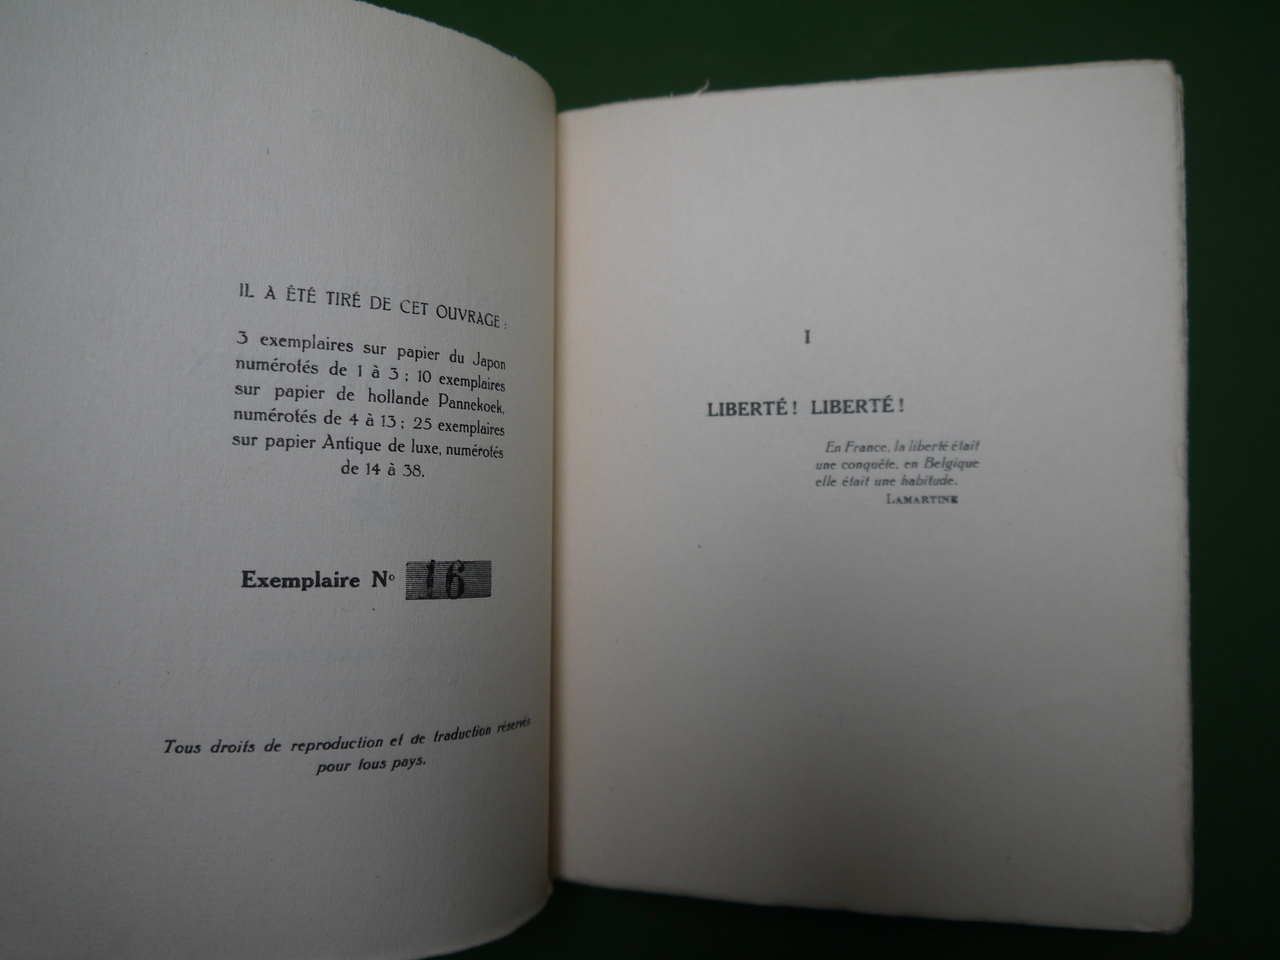 IL A ÉTÉ TIRÉ DE CET OUVRAGE :
3 exemplaires sur papier du Japon
numérotés de 1 à 3 ; 10 exemplaires
sur papier de hollande Pannekoek,
numérotés de 4 à 13 ; 25 exemplaires
sur papier Antique de luxe, numérotés
de 14 à 38.
Exemplaire Nº 16
Tous droits de reproduction et de traduction réservés
pour tous pays.
I
LIBERTÉ ! LIBERTÉ !
En France, la liberté était
une conquête, en Belgique
elle était une habitude.
LAMARTINE